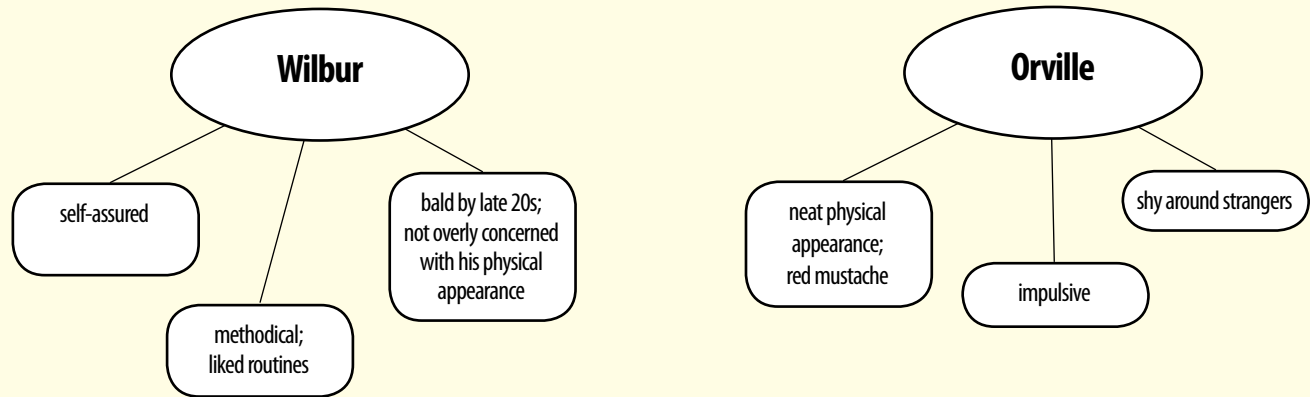 Wilbur
self-assured
methodical;
liked routines
bald by late 20s;
not overly concerned
with his physical
appearance
Orville
neat physical
appearance;
red mustache
impulsive
shy around strangers